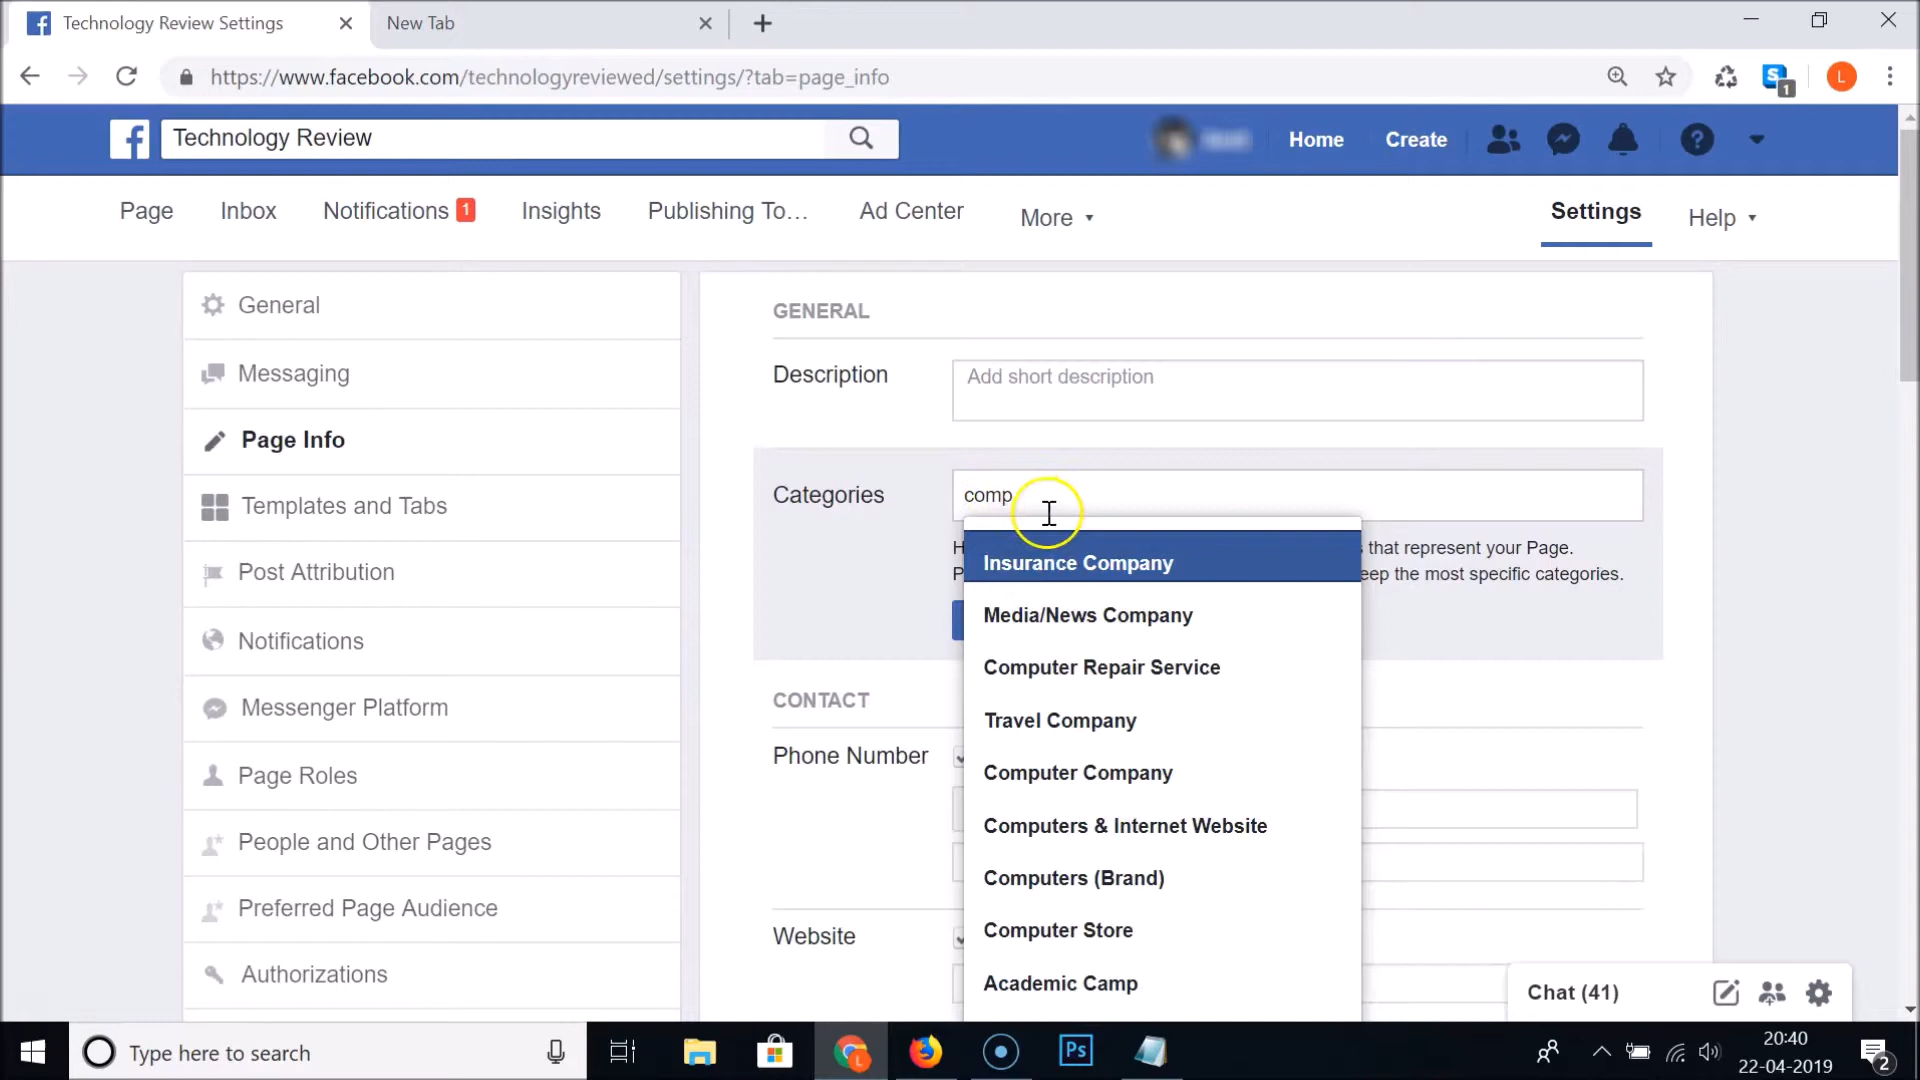 Technology Review Settings
New Tab
https://www.facebook.com/technologyreviewed/settings/?tab=page_info
S
1
L
Technology Review
Home
Create
Page
Inbox
Notifications 1
Insights
Publishing To...
Ad Center
More
Settings
Help
General
Messaging
Page Info
Templates and Tabs
Post Attribution
Notifications
Messenger Platform
Page Roles
People and Other Pages
Preferred Page Audience
Authorizations
GENERAL
Description
Add short description
Categories
comp
H
s that represent your Page.
P
eep the most specific categories.
Insurance Company
Media/News Company
Computer Repair Service
Travel Company
Computer Company
Computers & Internet Website
Computers (Brand)
Computer Store
Academic Camp
CONTACT
Phone Number
Website
Chat (41)
Type here to search
L
Ps
20:40
22-04-2019
2